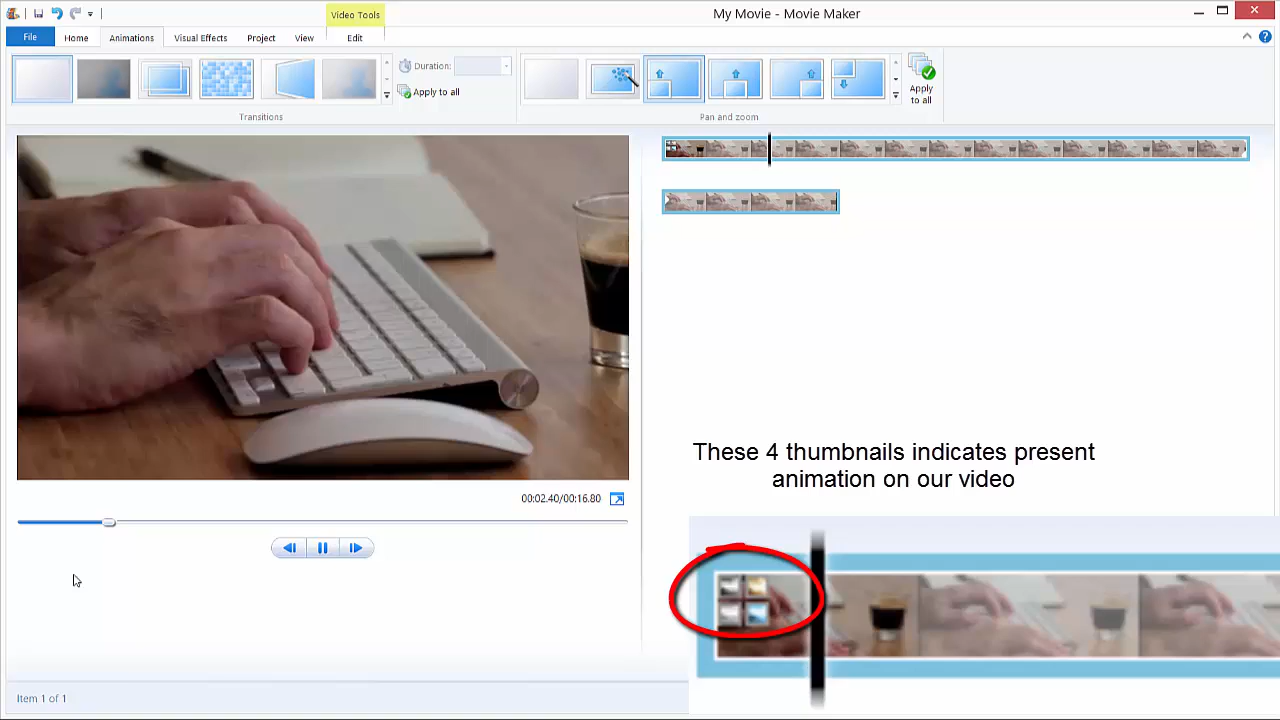 Video Tools
My Movie - Movie Maker
File
Home
Animations
Visual Effects
Project
View
Edit
Duration:
Apply to all
Transitions
Pan and zoom
Apply
to all
00:02.40/00:16.80
These 4 thumbnails indicates present
animation on our video
Item 1 of 1